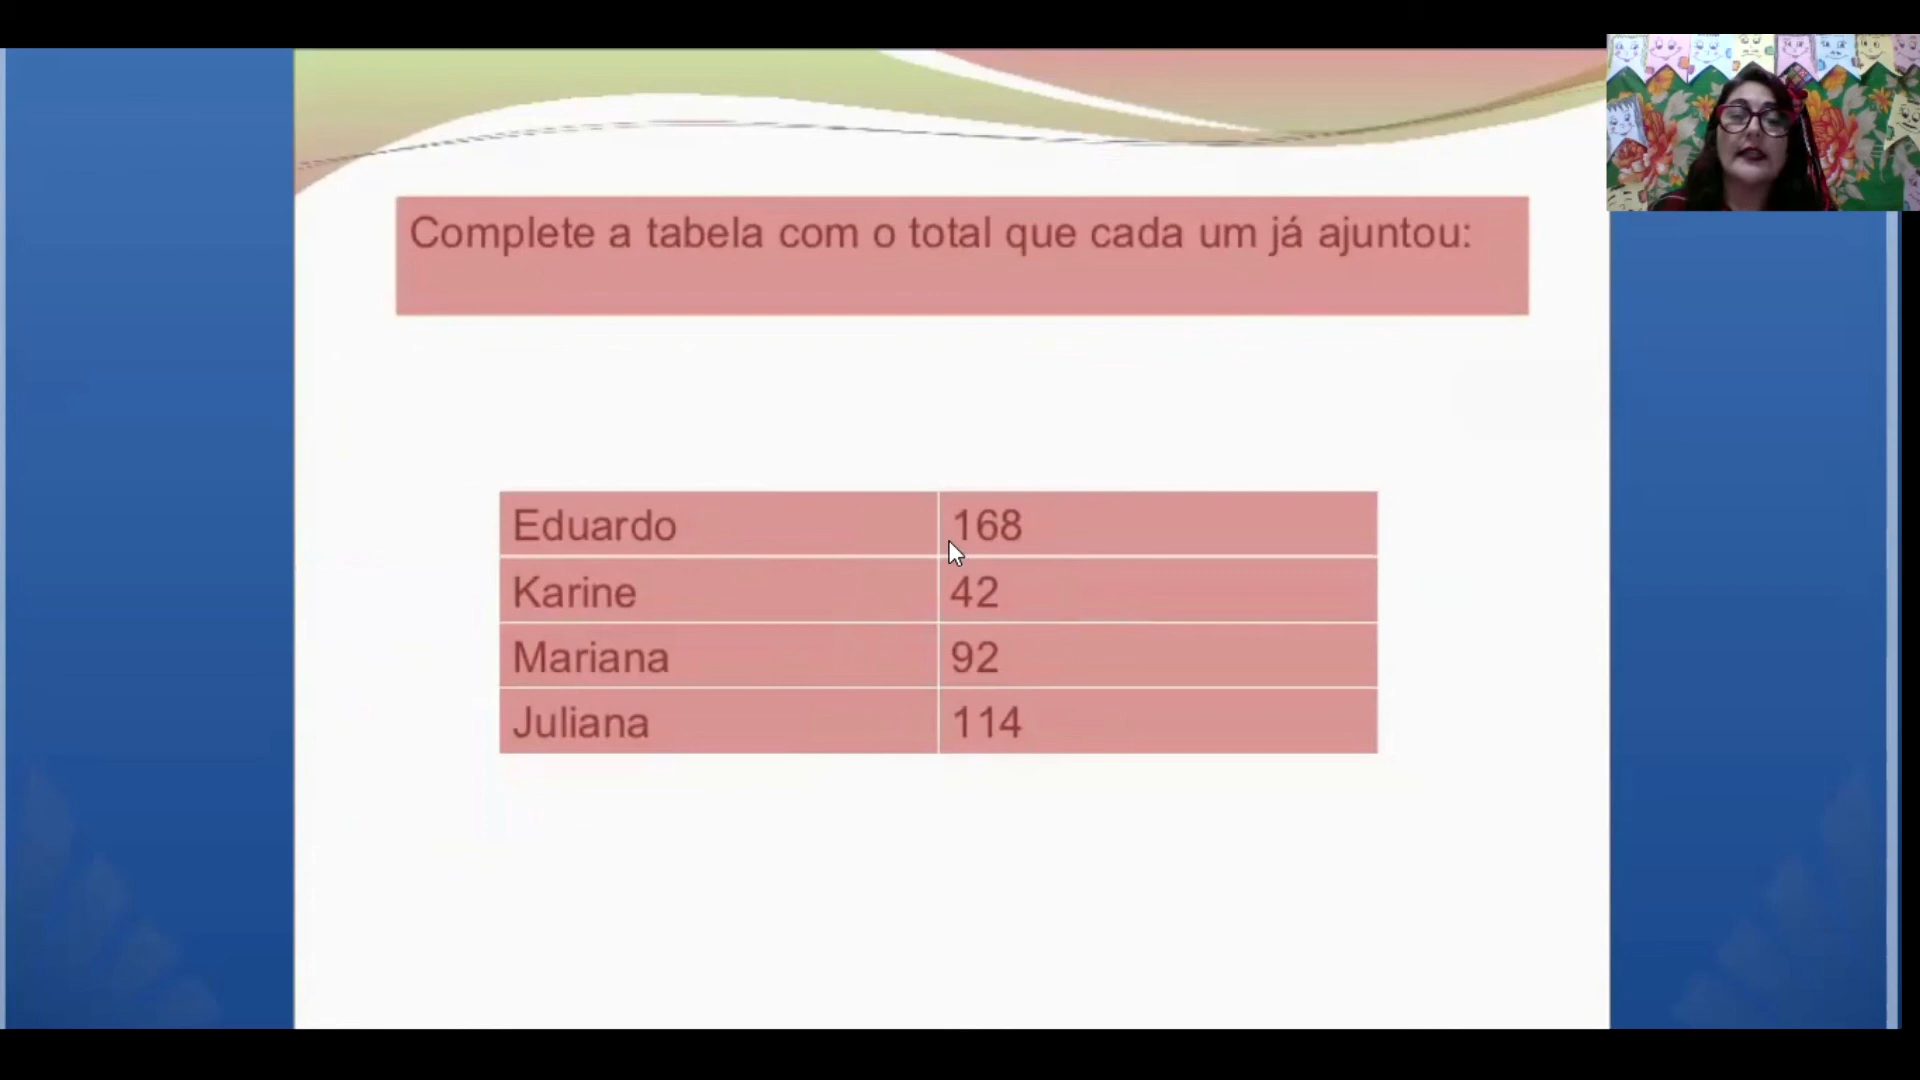 Complete a tabela com o total que cada um já ajuntou:
Eduardo 168
Karine 42
Mariana 92
Juliana 114